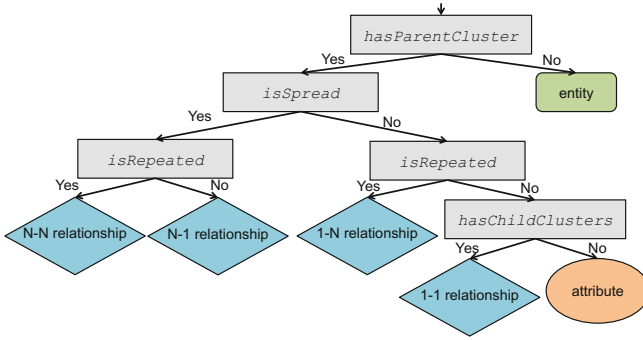 hasParentCluster
Yes
No
isSpread
entity
Yes
No
isRepeated
isRepeated
Yes
No
Yes
No
N-N relationship
N-1 relationship
1-N relationship
hasChildClusters
Yes
No
1-1 relationship
attribute